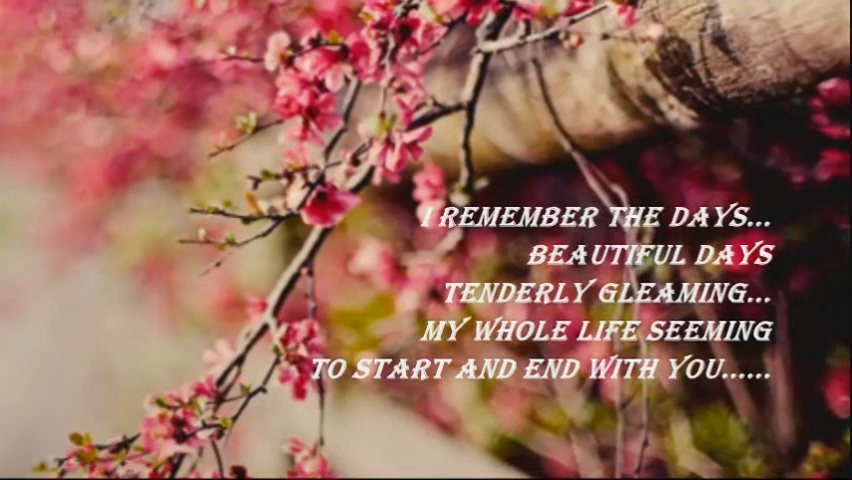 I REMEMBER THE DAYS...
BEAUTIFUL DAYS
TENDERLY GLEAMING...
MY WHOLE LIFE SEEMING
TO START AND END WITH YOU......